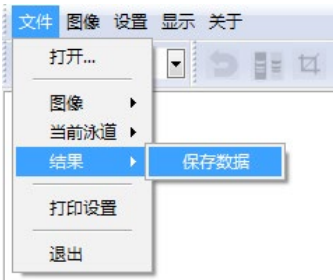 文件 图像 设置 显示 关于
打开...
图像
当前泳道
结果
保存数据
打印设置
退出